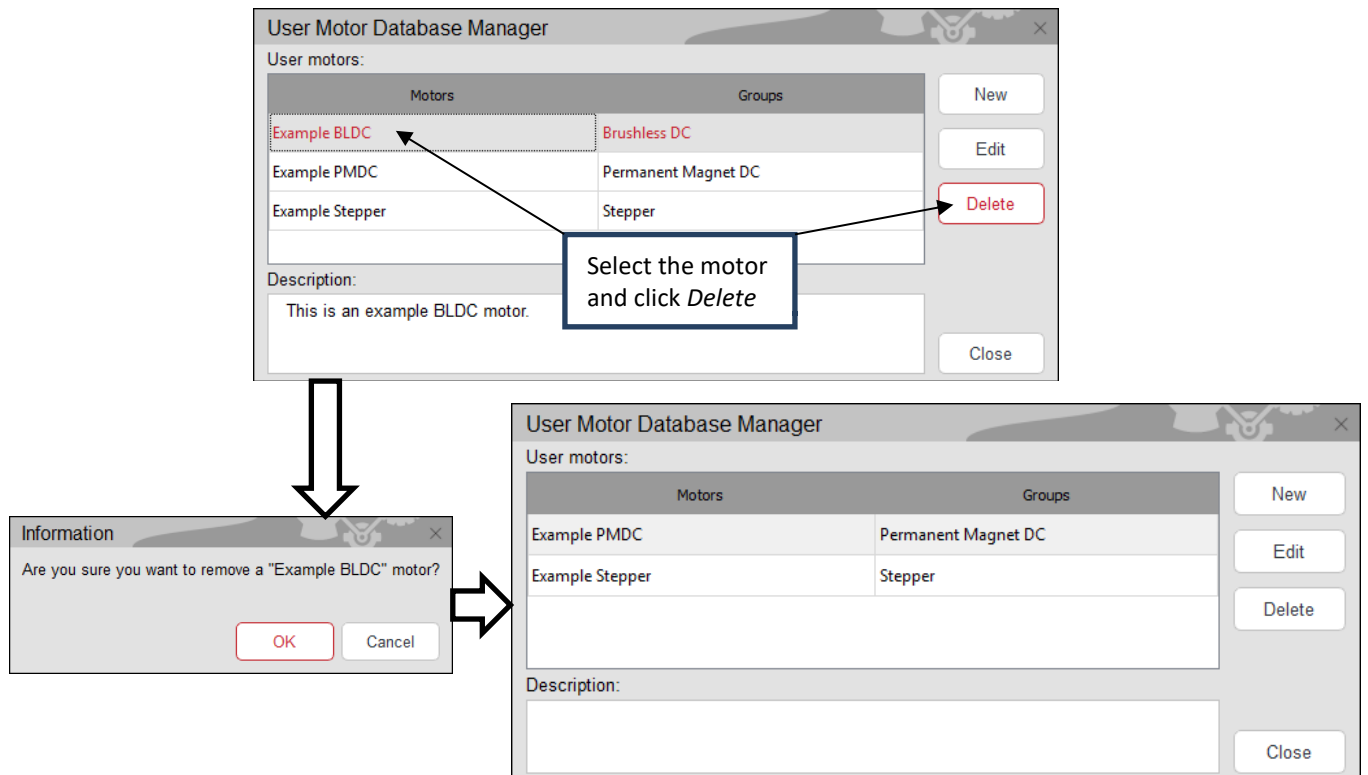 User Motor Database Manager
User motors:
Motors Groups
New
Example BLDC Brushless DC
Edit
Example PMDC Permanent Magnet DC
Delete
Example Stepper Stepper
Select the motor
and click Delete
Description:
This is an example BLDC motor.
Close
User Motor Database Manager
User motors:
Motors Groups
New
Example PMDC Permanent Magnet DC
Edit
Example Stepper Stepper
Delete
Description:
Close
Information
Are you sure you want to remove a "Example BLDC" motor?
OK Cancel